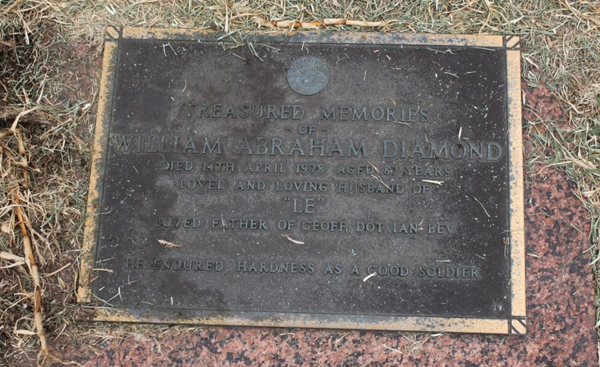 TREASURED MEMORIES
- OF -
WILLIAM ABRAHAM DIAMOND
DIED 14TH APRIL 1978 AGED 87 YEARS
LOVED AND LOVING HUSBAND OF
"LE"
LOVED FATHER OF GEOFF, DOT, IAN, BEV.
HE ENDURED HARDNESS AS A GOOD SOLDIER